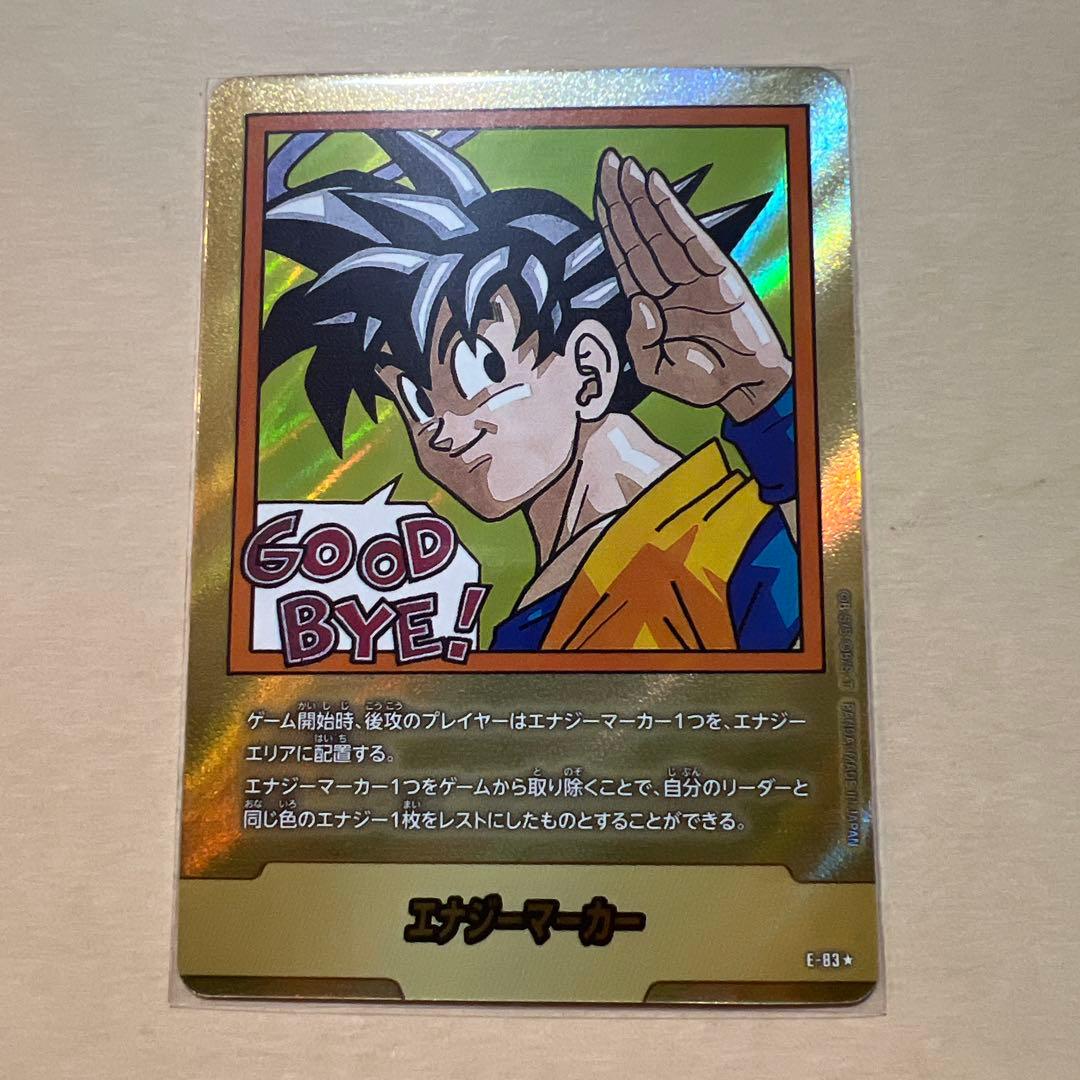 GOOD
BYE!
ゲーム開始時、後攻のプレイヤーはエナジーマーカー1つを、エナジー
エリアに配置する。
エナジーマーカー1つをゲームから取り除くことで、自分のリーダーと
同じ色のエナジー1枚をレストにしたものとすることができる。
エナジーマーカー
E-83★
MADE IN JAPAN